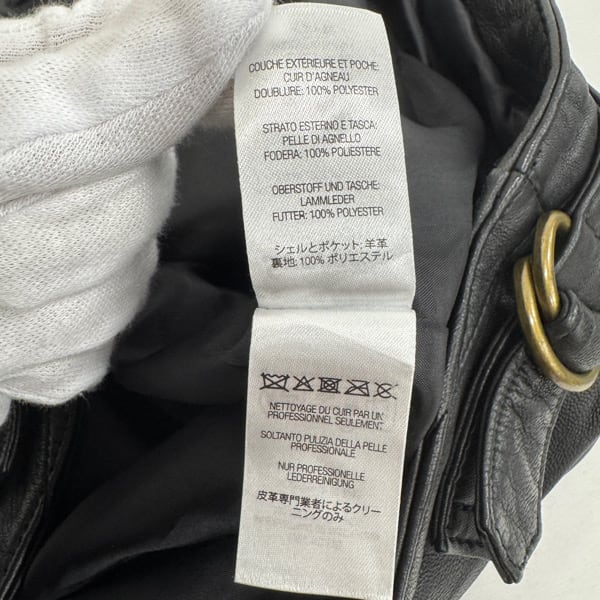 COUCHE EXTÉRIEURE ET POCHE:
CUIR D'AGNEAU
DOUBLURE: 100% POLYESTER
STRATO ESTERNO E TASCA:
PELLE DI AGNELLO
FODERA: 100% POLIESTERE
OBERSTOFF UND TASCHE:
LAMMLEDER
FUTTER: 100% POLYESTER
シェルとポケット: 羊革
裏地: 100% ポリエステル
NETTOYAGE DU CUIR PAR UN
PROFESSIONNEL SEULEMENT
SOLTANTO PULIZIA DELLA PELLE
PROFESSIONALE
NUR PROFESSIONELLE
LEDERREINIGUNG
皮革専門業者によるクリー
ニングのみ